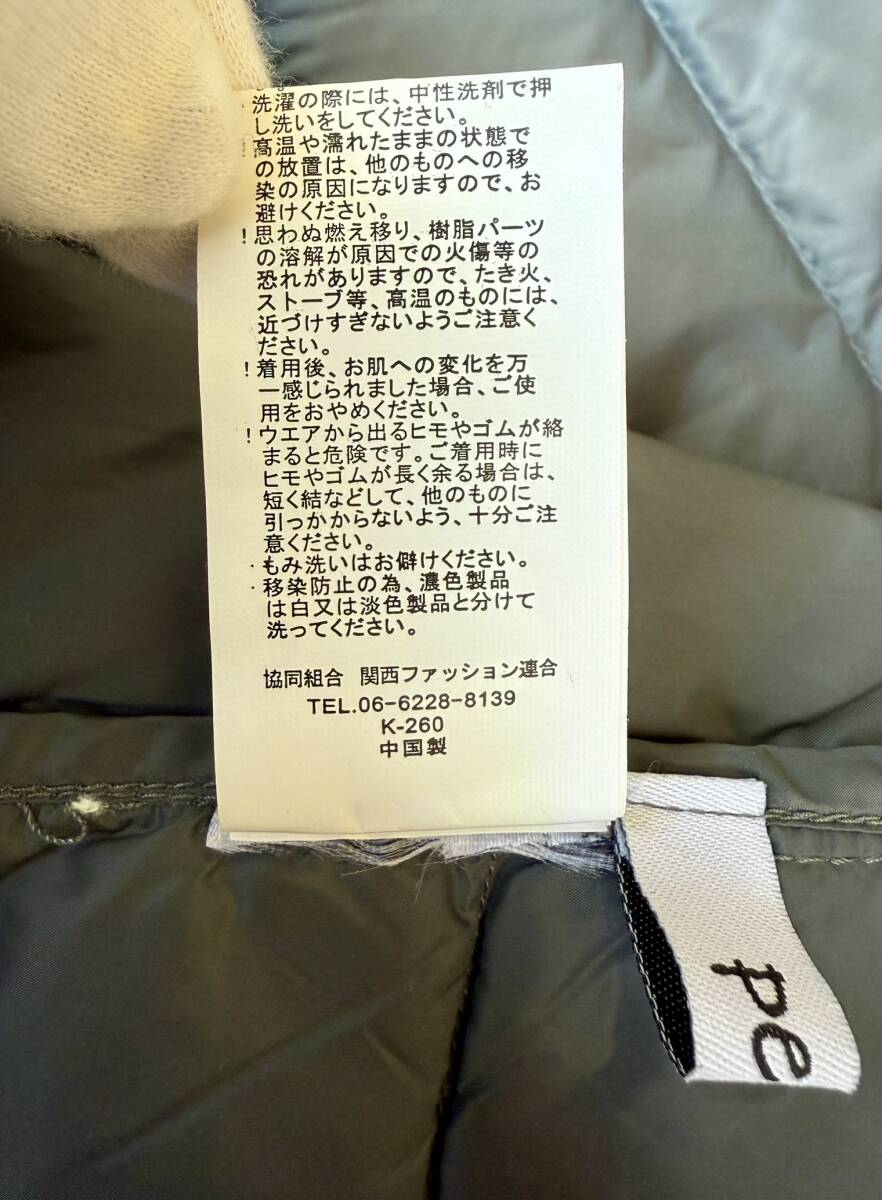 洗濯の際には、中性洗剤で押
し洗いをしてください。
高温や濡れたままの状態で
の放置は、他のものへの移
染の原因になりますので、お
避けください。
！思わぬ燃え移り、樹脂パーツ
の溶解が原因での火傷等の
恐れがありますので、たき火、
ストーブ等、高温のものには、
近づけすぎないようご注意く
ださい。
！着用後、お肌への変化を万
一感じられました場合、ご使
用をおやめください。
！ウエアから出るヒモやゴムが絡
まると危険です。ご着用時に
ヒモやゴムが長く余る場合は、
短く結などして、他のものに
引っかからないよう、十分ご注
意ください。
・もみ洗いはお僻けください。
・移染防止の為、濃色製品
は白又は淡色製品と分けて
洗ってください。
協同組合 関西ファッション連合
TEL.06-6228-8139
K-260
中国製
pe